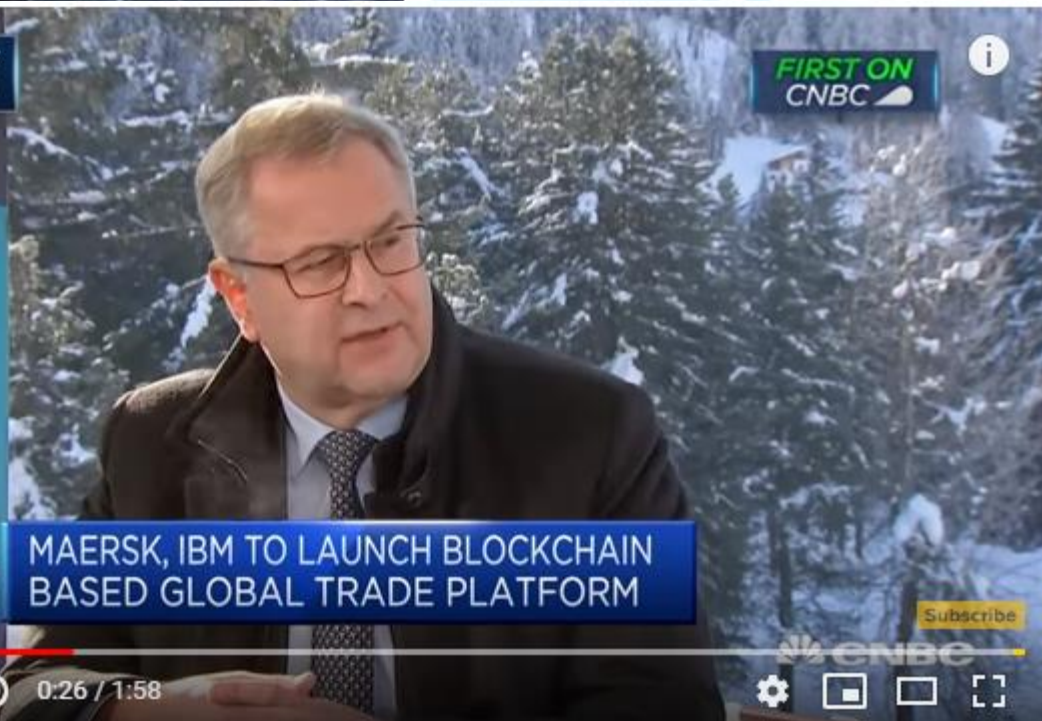 FIRST ON
CNBC
i
MAERSK, IBM TO LAUNCH BLOCKCHAIN
BASED GLOBAL TRADE PLATFORM
Subscribe
CNBC
0:26 / 1:58